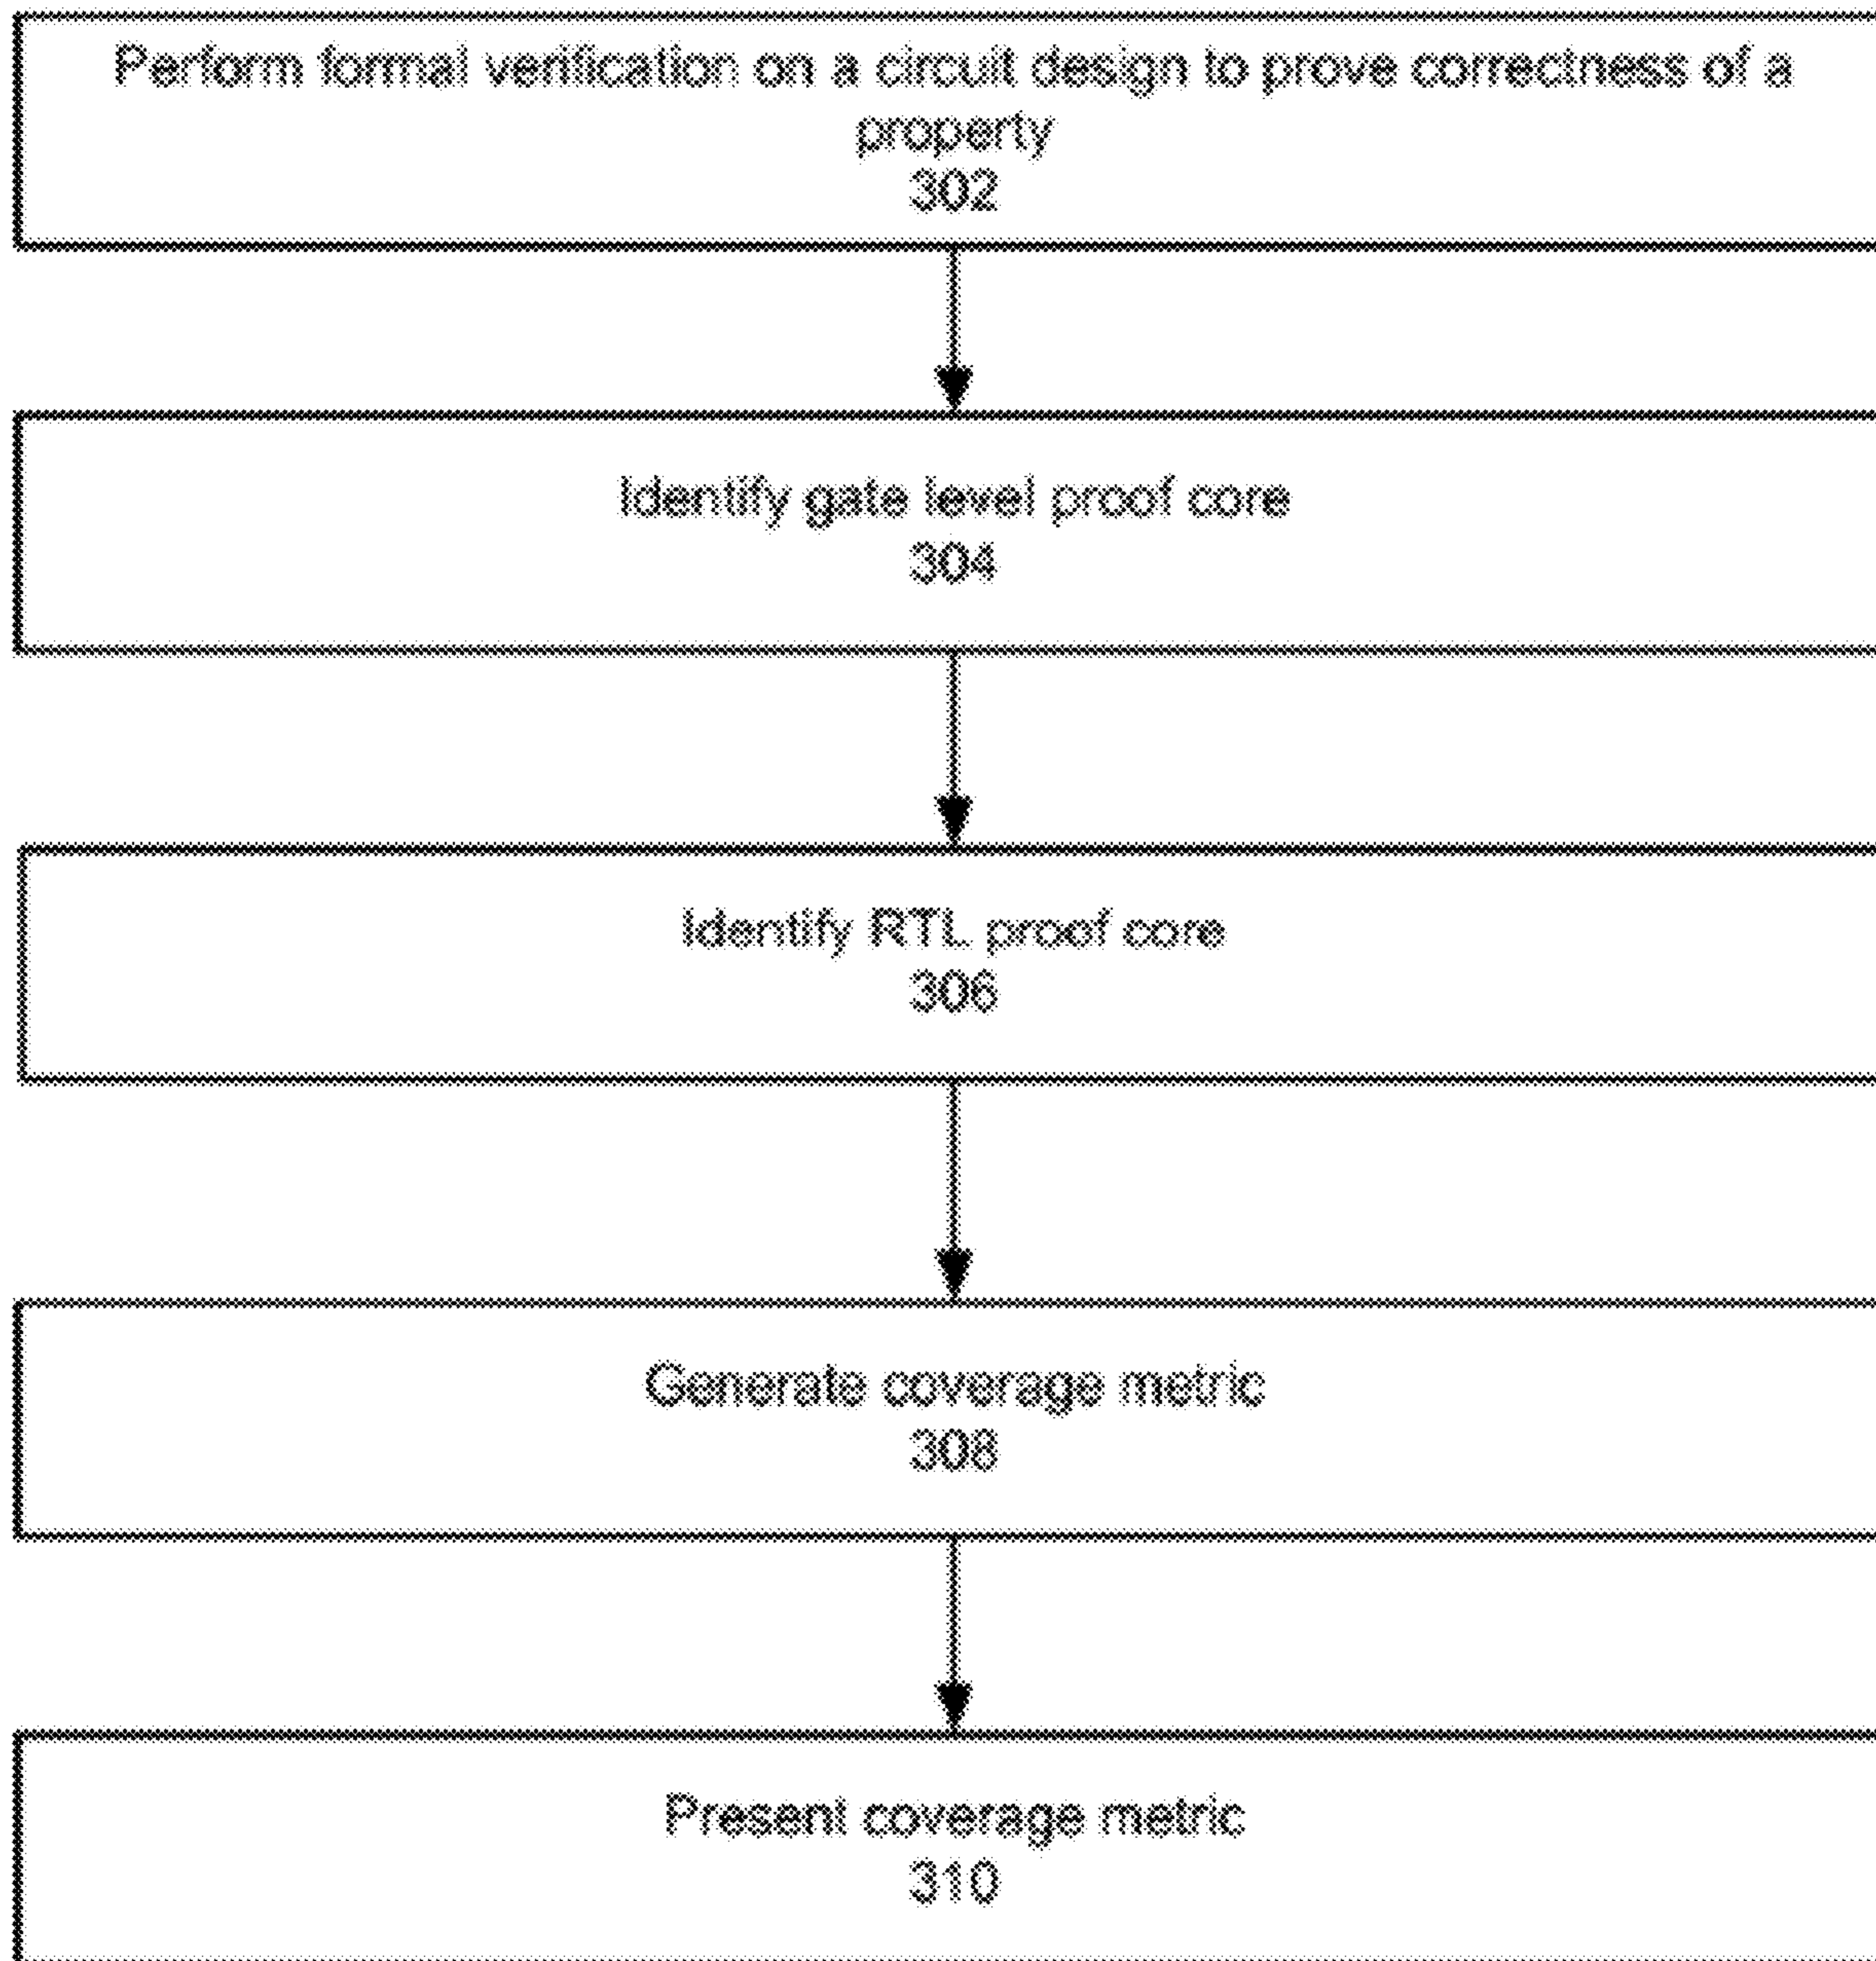 Perform formal verification on a circuit design to prove correctness of a
property
302
Identify gate level proof core
304
Identify RTL proof core
306
Generate coverage metric
308
Present coverage metric
310